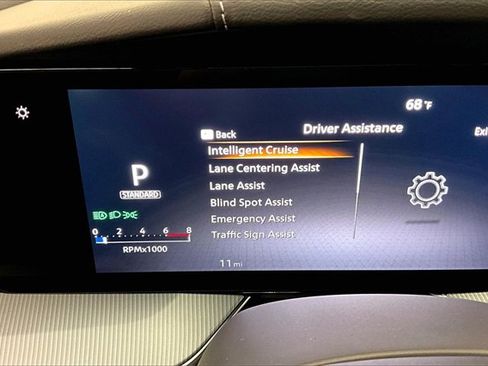 68°F
Back
Driver Assistance
Exi
Intelligent Cruise
Lane Centering Assist
Lane Assist
Blind Spot Assist
Emergency Assist
Traffic Sign Assist
P
STANDARD
0 2 4 6 8
RPMx1000
11 mi